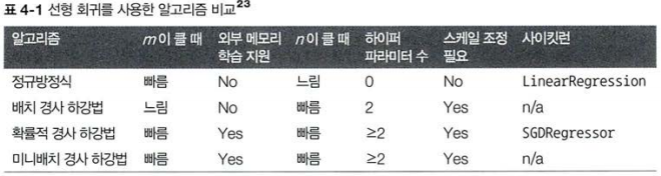 표 4-1 선형 회귀를 사용한 알고리즘 비교23
알고리즘 m이 클 때 외부 메모리 학습 지원 n이 클 때 하이퍼 파라미터 수 스케일 조정 필요 사이킷런
정규방정식 빠름 No 느림 0 No LinearRegression
배치 경사 하강법 느림 No 빠름 2 Yes n/a
확률적 경사 하강법 빠름 Yes 빠름 ≥2 Yes SGDRegressor
미니배치 경사 하강법 빠름 Yes 빠름 ≥2 Yes n/a